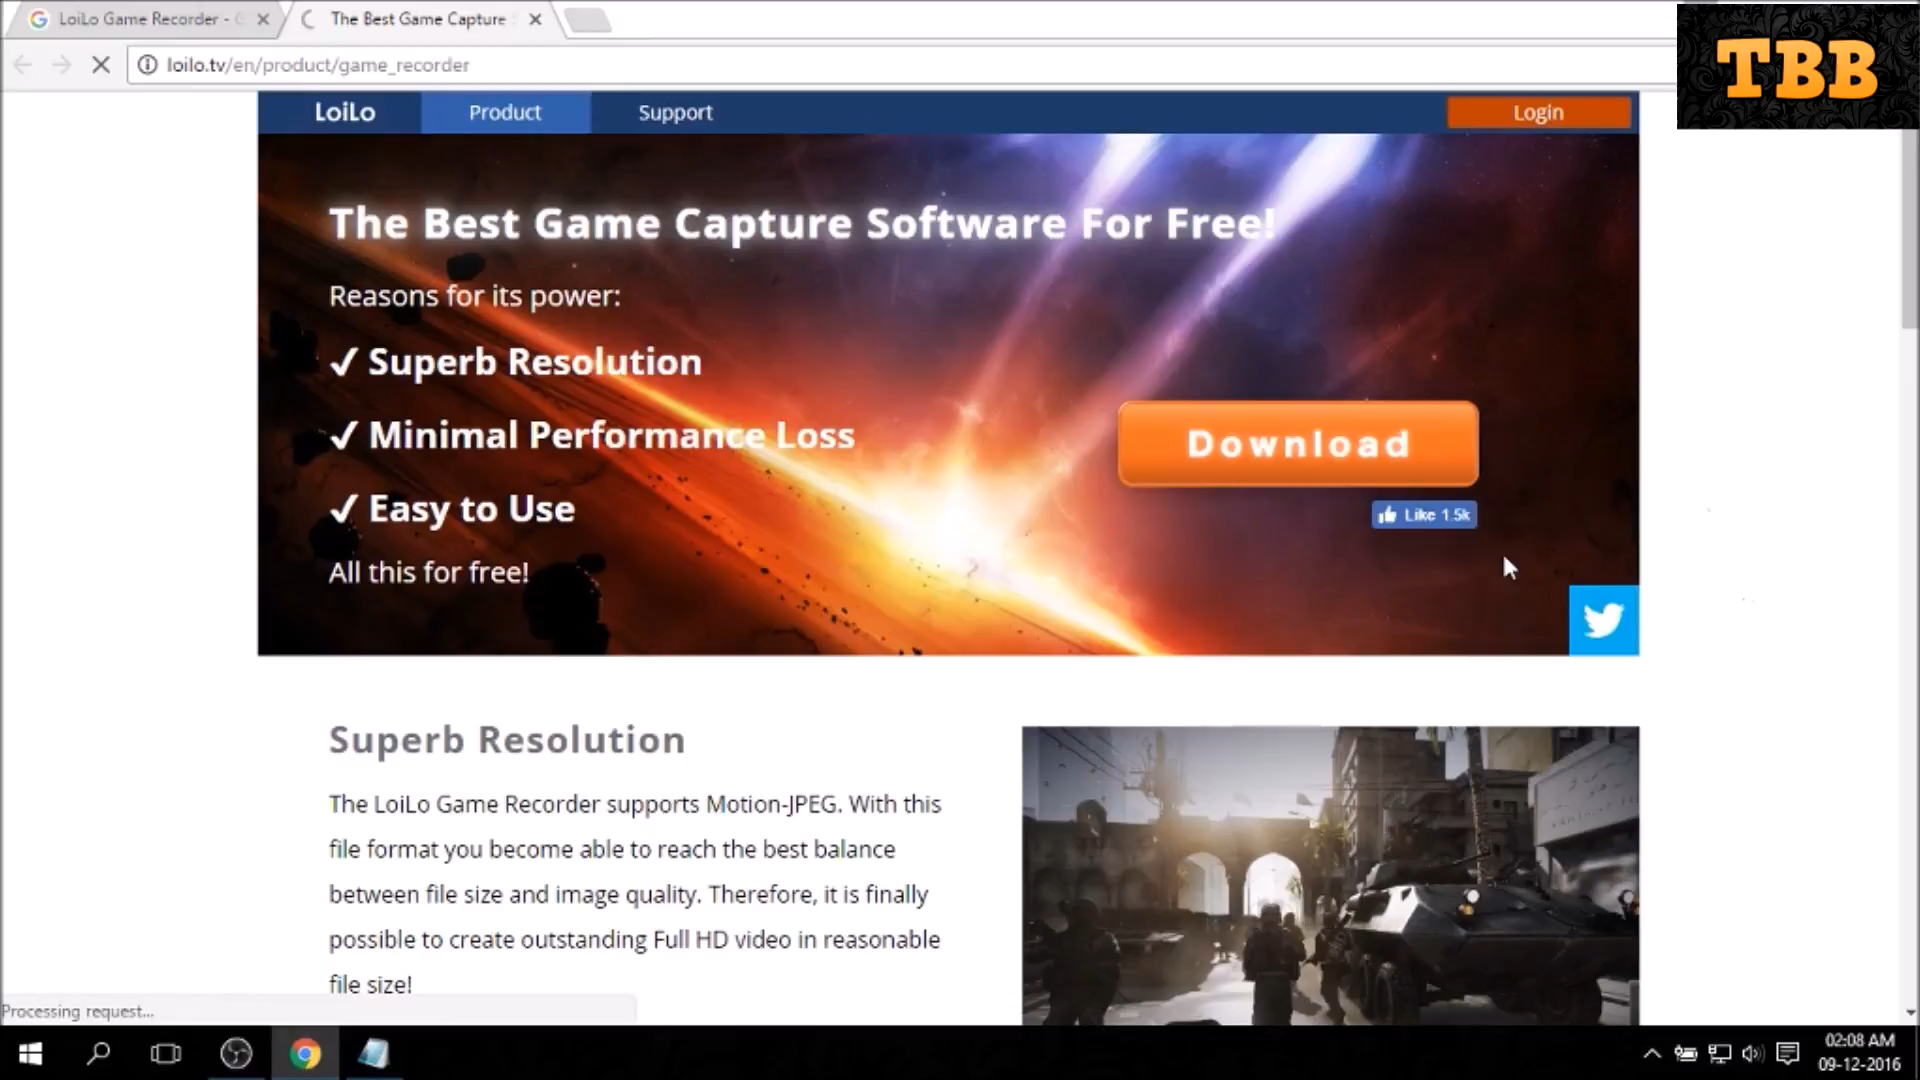 LoiLo Game Recorder - G
The Best Game Capture S
TBB
loilo.tv/en/product/game_recorder
LoiLo
Product
Support
Login
The Best Game Capture Software For Free!
Reasons for its power:
✓ Superb Resolution
✓ Minimal Performance Loss
Download
✓ Easy to Use
Like 1.5k
All this for free!
Superb Resolution
The LoiLo Game Recorder supports Motion-JPEG. With this
file format you become able to reach the best balance
between file size and image quality. Therefore, it is finally
possible to create outstanding Full HD video in reasonable
file size!
Processing request...
02:08 AM
09-12-2016